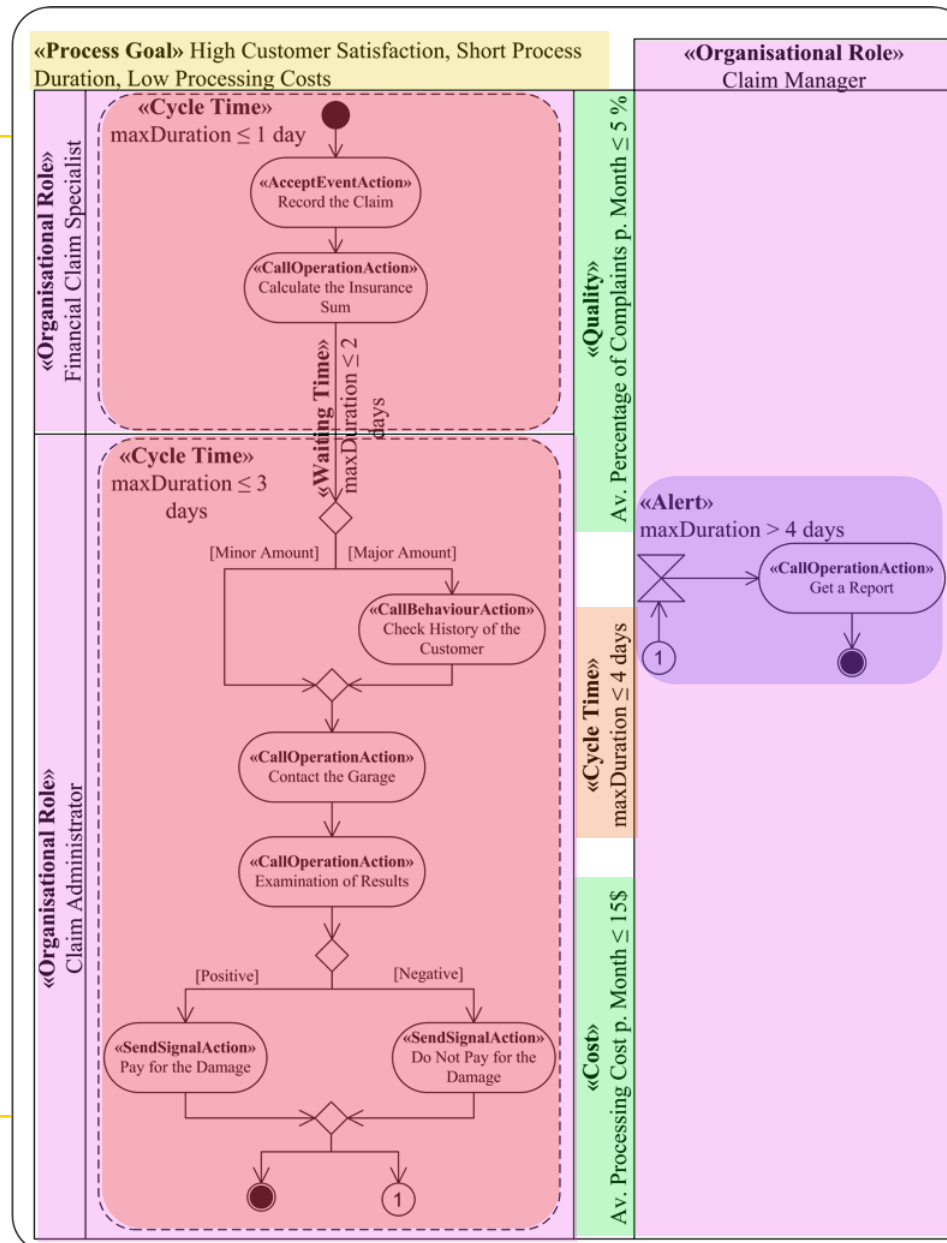 «Process Goal» High Customer Satisfaction, Short Process
Duration, Low Processing Costs
«Organisational Role»
Claim Manager
«Organisational Role»
Financial Claim Specialist
«Cycle Time»
maxDuration ≤ 1 day
«AcceptEventAction»
Record the Claim
«CallOperationAction»
Calculate the Insurance
Sum
«Waiting Time»
maxDuration ≤ 2
days
«Quality»
Av. Percentage of Complaints p. Month ≤ 5 %
«Organisational Role»
Claim Administrator
«Cycle Time»
maxDuration ≤ 3
days
[Minor Amount]
[Major Amount]
«CallBehaviourAction»
Check History of the
Customer
«CallOperationAction»
Contact the Garage
«CallOperationAction»
Examination of Results
[Positive]
[Negative]
«SendSignalAction»
Pay for the Damage
«SendSignalAction»
Do Not Pay for the
Damage
1
«Cycle Time»
maxDuration ≤ 4 days
«Cost»
Av. Processing Cost p. Month ≤ 15$
«Alert»
maxDuration > 4 days
«CallOperationAction»
Get a Report
1